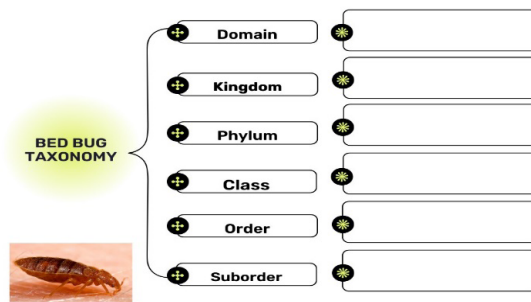 BED BUG
TAXONOMY
Domain
Kingdom
Phylum
Class
Order
Suborder